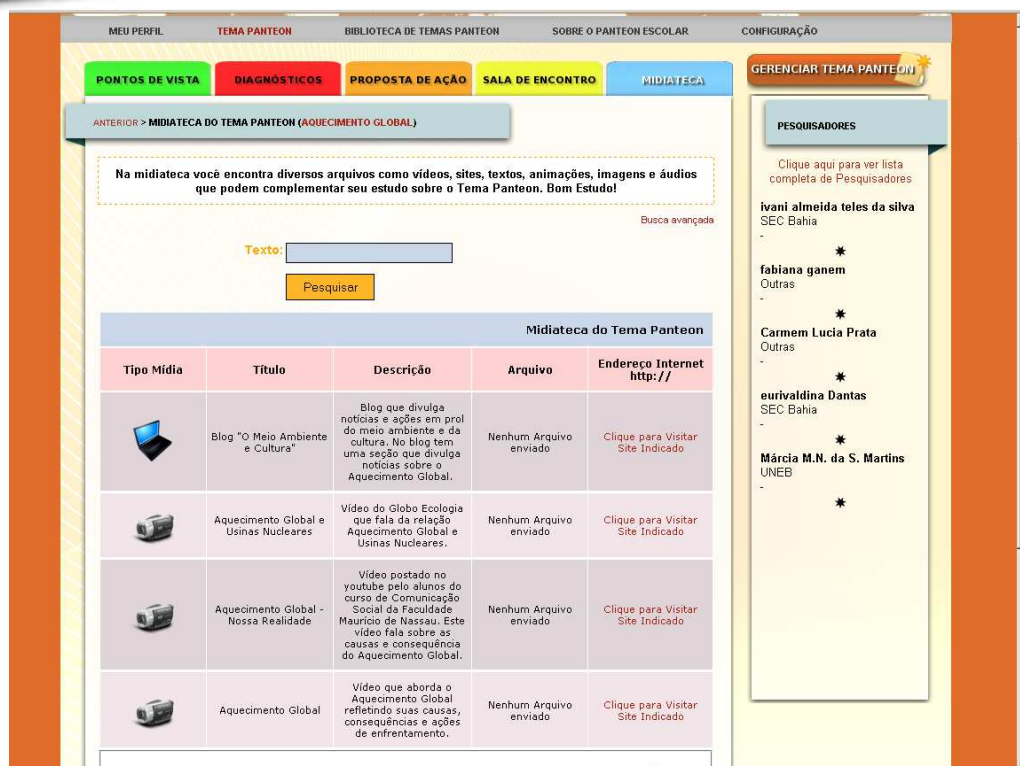 MEU PERFIL TEMA PANTEON BIBLIOTECA DE TEMAS PANTEON SOBRE O PANTEON ESCOLAR CONFIGURAÇÃO
PONTOS DE VISTA DIAGNÓSTICOS PROPOSTA DE AÇÃO SALA DE ENCONTRO MIDIATECA
GERENCIAR TEMA PANTEON
ANTERIOR > MIDIATECA DO TEMA PANTEON (AQUECIMENTO GLOBAL)
Na midiateca você encontra diversos arquivos como vídeos, sites, textos, animações, imagens e áudios
que podem complementar seu estudo sobre o Tema Panteon. Bom Estudo!
Busca avançada
Texto:
Pesquisar
Midiateca do Tema Panteon
Tipo Mídia
Título
Descrição
Arquivo
Endereço Internet
http://
Blog "O Meio Ambiente
e Cultura"
Blog que divulga
notícias e ações em prol
do meio ambiente e da
cultura. No blog tem
uma seção que divulga
notícias sobre o
Aquecimento Global.
Nenhum Arquivo
enviado
Clique para Visitar
Site Indicado
Aquecimento Global e
Usinas Nucleares
Vídeo do Globo Ecologia
que fala da relação
Aquecimento Global e
Usinas Nucleares.
Nenhum Arquivo
enviado
Clique para Visitar
Site Indicado
Aquecimento Global -
Nossa Realidade
Vídeo postado no
youtube pelo alunos do
curso de Comunicação
Social da Faculdade
Maurício de Nassau. Este
vídeo fala sobre as
causas e consequência
do Aquecimento Global.
Nenhum Arquivo
enviado
Clique para Visitar
Site Indicado
Aquecimento Global
Vídeo que aborda o
Aquecimento Global
refletindo suas causas,
consequências e ações
de enfrentamento.
Nenhum Arquivo
enviado
Clique para Visitar
Site Indicado
PESQUISADORES
Clique aqui para ver lista
completa de Pesquisadores
ivani almeida teles da silva
SEC Bahia
-
fabiana ganem
Outras
-
Carmem Lucia Prata
Outras
-
eurivaldina Dantas
SEC Bahia
-
Márcia M.N. da S. Martins
UNEB
-